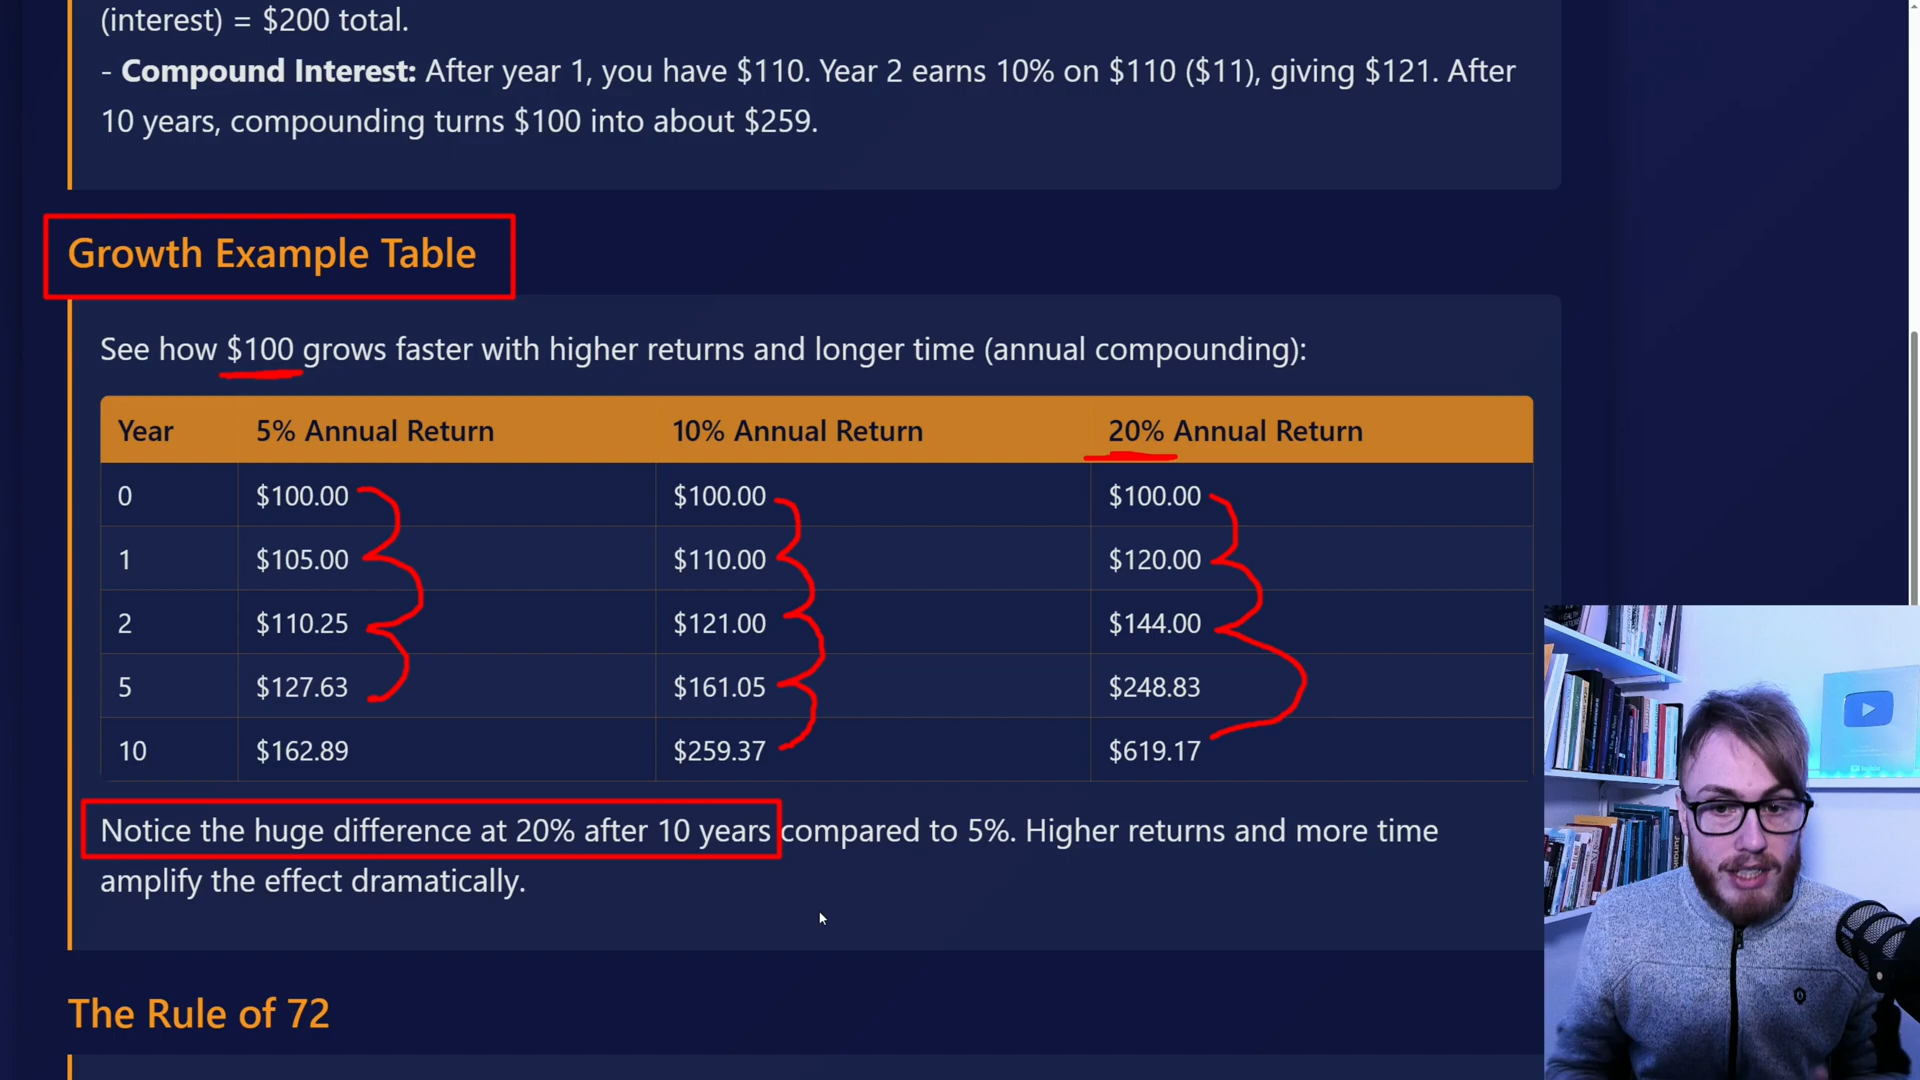 (interest) = $200 total.
- Compound Interest: After year 1, you have $110. Year 2 earns 10% on $110 ($11), giving $121. After
10 years, compounding turns $100 into about $259.
Growth Example Table
See how $100 grows faster with higher returns and longer time (annual compounding):
Year 5% Annual Return 10% Annual Return 20% Annual Return
0 $100.00 $100.00 $100.00
1 $105.00 $110.00 $120.00
2 $110.25 $121.00 $144.00
5 $127.63 $161.05 $248.83
10 $162.89 $259.37 $619.17
Notice the huge difference at 20% after 10 years compared to 5%. Higher returns and more time
amplify the effect dramatically.
The Rule of 72